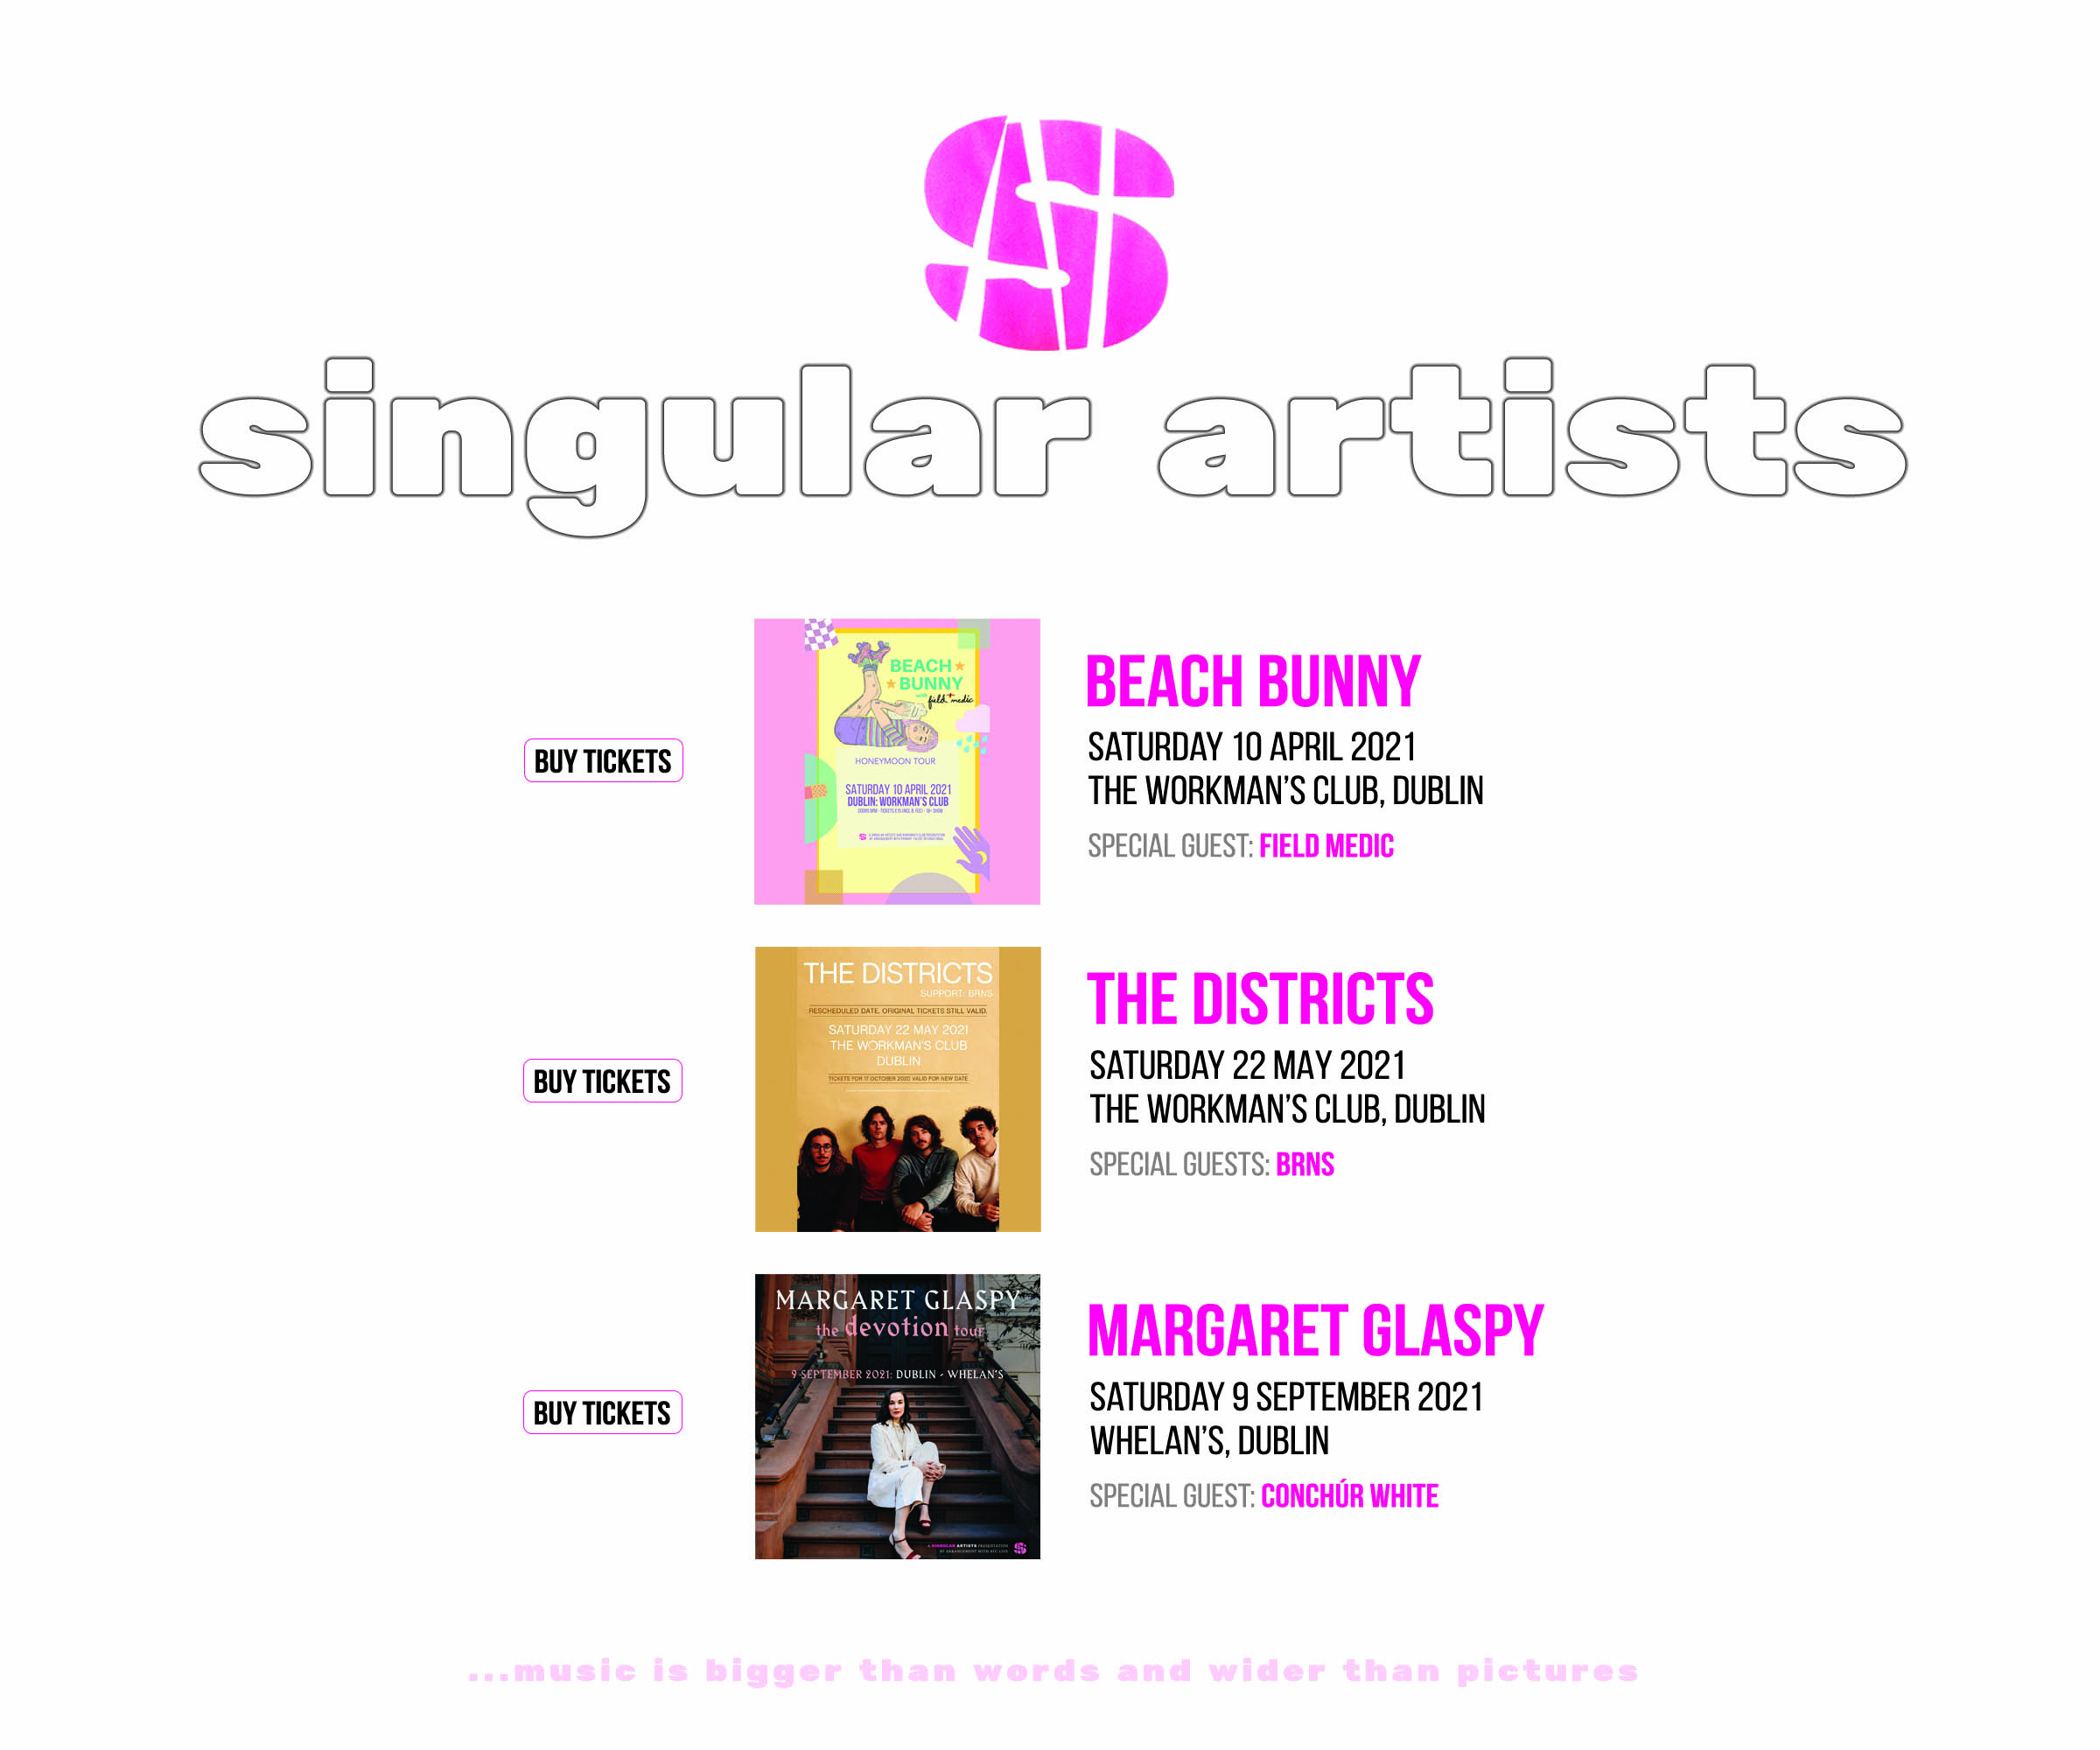 singular artists
BUY TICKETS
BEACH
BUNNY
with
field medic
HONEYMOON TOUR
SATURDAY 10 APRIL 2021
DUBLIN: WORKMAN'S CLUB
BEACH BUNNY
SATURDAY 10 APRIL 2021
THE WORKMAN'S CLUB, DUBLIN
SPECIAL GUEST: FIELD MEDIC
BUY TICKETS
THE DISTRICTS
SUPPORT: BRNS
RESCHEDULED DATE. ORIGINAL TICKETS STILL VALID.
SATURDAY 22 MAY 2021
THE WORKMAN'S CLUB
DUBLIN
TICKETS FOR 17 OCTOBER 2020 VALID FOR NEW DATE
THE DISTRICTS
SATURDAY 22 MAY 2021
THE WORKMAN'S CLUB, DUBLIN
SPECIAL GUESTS: BRNS
BUY TICKETS
MARGARET GLASPY
the devotion tour
9 SEPTEMBER 2021: DUBLIN - WHELAN'S
A SINGULAR ARTISTS PRESENTATION
MARGARET GLASPY
SATURDAY 9 SEPTEMBER 2021
WHELAN'S, DUBLIN
SPECIAL GUEST: CONCHÚR WHITE
...music is bigger than words and wider than pictures